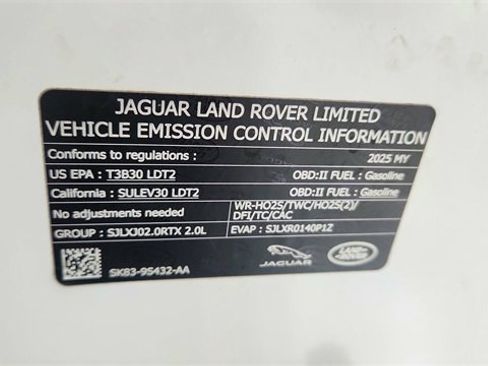 JAGUAR LAND ROVER LIMITED
VEHICLE EMISSION CONTROL INFORMATION
Conforms to regulations : 2025 MY
US EPA : T3B30 LDT2 OBD:II FUEL : Gasoline
California : SULEV30 LDT2 OBD:II FUEL : Gasoline
No adjustments needed WR-HO2S/TWC/HO2S(2)/
DFI/TC/CAC
GROUP : SJLXJ02.0RTX 2.0L EVAP : SJLXR0140P1Z
SK83-95432-AA JAGUAR LAND ROVER